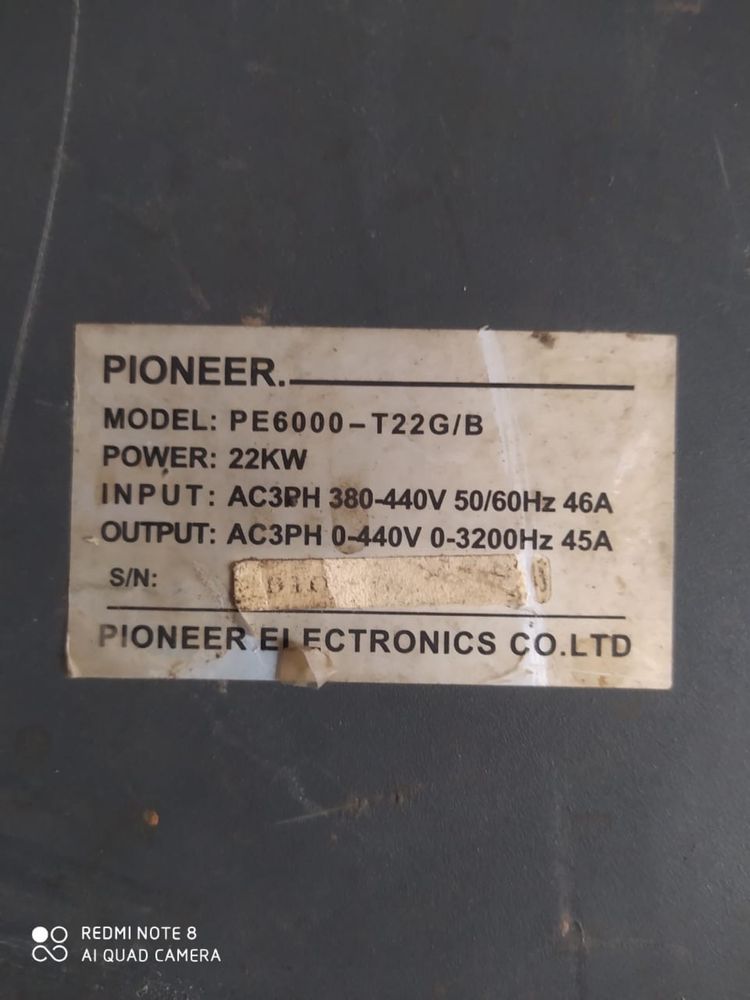 PIONEER.
MODEL: PE6000-T22G/B
POWER: 22KW
INPUT: AC3PH 380-440V 50/60Hz 46A
OUTPUT: AC3PH 0-440V 0-3200Hz 45A
S/N:
PIONEER ELECTRONICS CO.LTD
REDMI NOTE 8
AI QUAD CAMERA